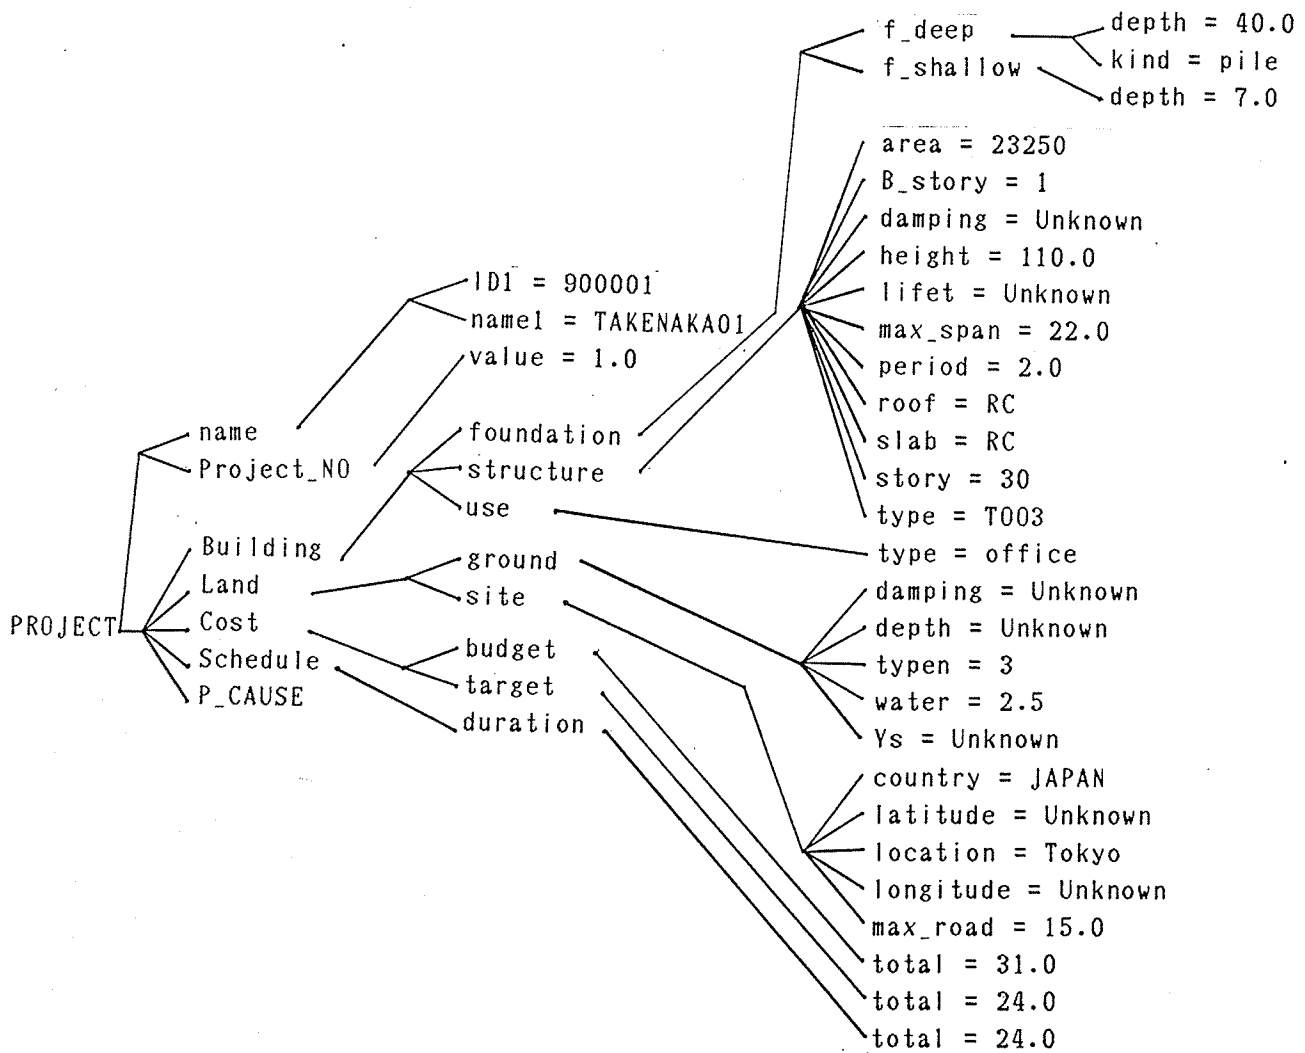 f_deep
depth = 40.0
kind = pile
f_shallow
depth = 7.0
area = 23250
B_story = 1
damping = Unknown
height = 110.0
lifet = Unknown
max_span = 22.0
period = 2.0
roof = RC
slab = RC
story = 30
type = T003
ID1 = 900001
name1 = TAKENAKA01
value = 1.0
name
Project_NO
foundation
structure
use
type = office
Building
Land
Cost
Schedule
P_CAUSE
PROJECT
ground
site
budget
target
duration
damping = Unknown
depth = Unknown
typen = 3
water = 2.5
Ys = Unknown
country = JAPAN
latitude = Unknown
location = Tokyo
longitude = Unknown
max_road = 15.0
total = 31.0
total = 24.0
total = 24.0